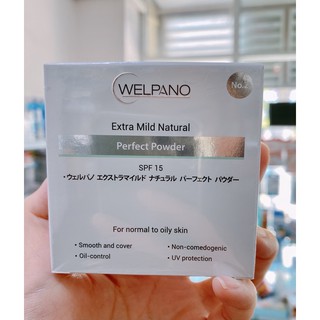 WELPANO
No.2
Extra Mild Natural
Perfect Powder
SPF 15
・ウェルパノ エクストラマイルド ナチュラル パーフェクト パウダー
For normal to oily skin
• Smooth and cover
• Oil-control
• Non-comedogenic
• UV protection